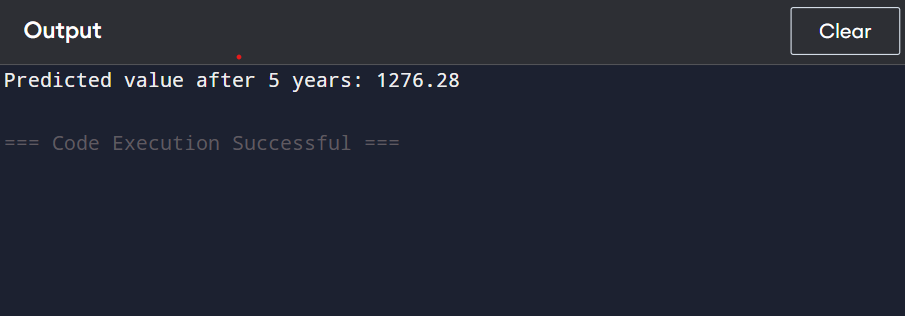 Output
Clear
Predicted value after 5 years: 1276.28
=== Code Execution Successful ===